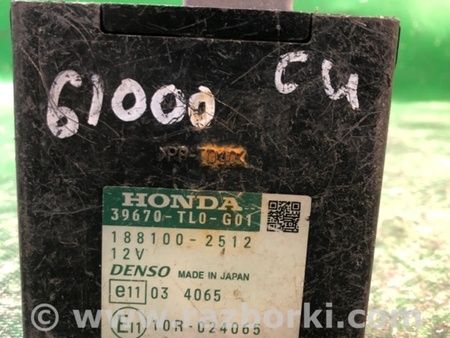 61000 си
HONDA
39670-TL0-G01
188100-2512
12V
DENSO MADE IN JAPAN
e11 03 4065
E11 10R-024065
www.razborki.com